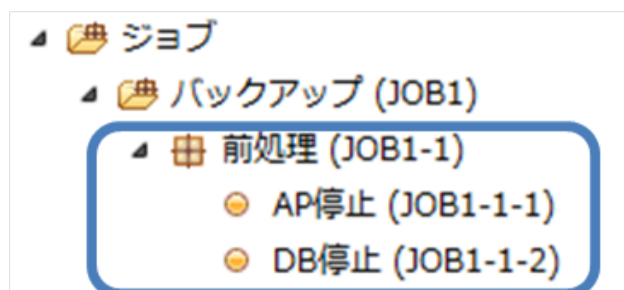 ジョブ
バックアップ (JOB1)
前処理 (JOB1-1)
AP停止 (JOB1-1-1)
DB停止 (JOB1-1-2)